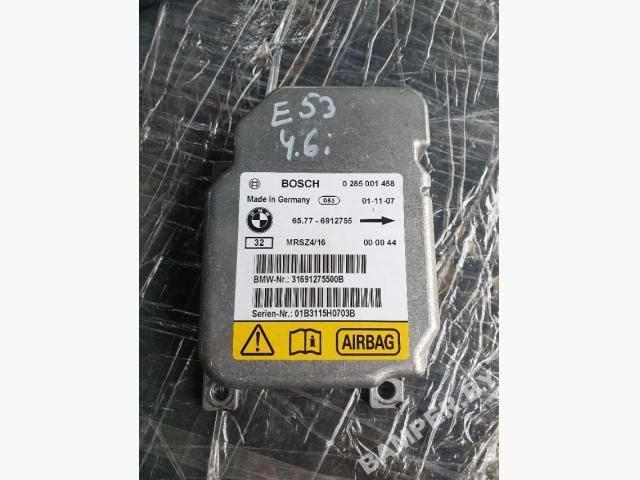 E53
4.6i
BOSCH 0 285 001 458
Made in Germany 083 01-11-07
BMW 65.77 - 6912755
32 MRSZ4/16 00 00 44
BMW-Nr.: 31691275500B
Serien-Nr.: 01B3115H0703B
AIRBAG
BAMPER.BY